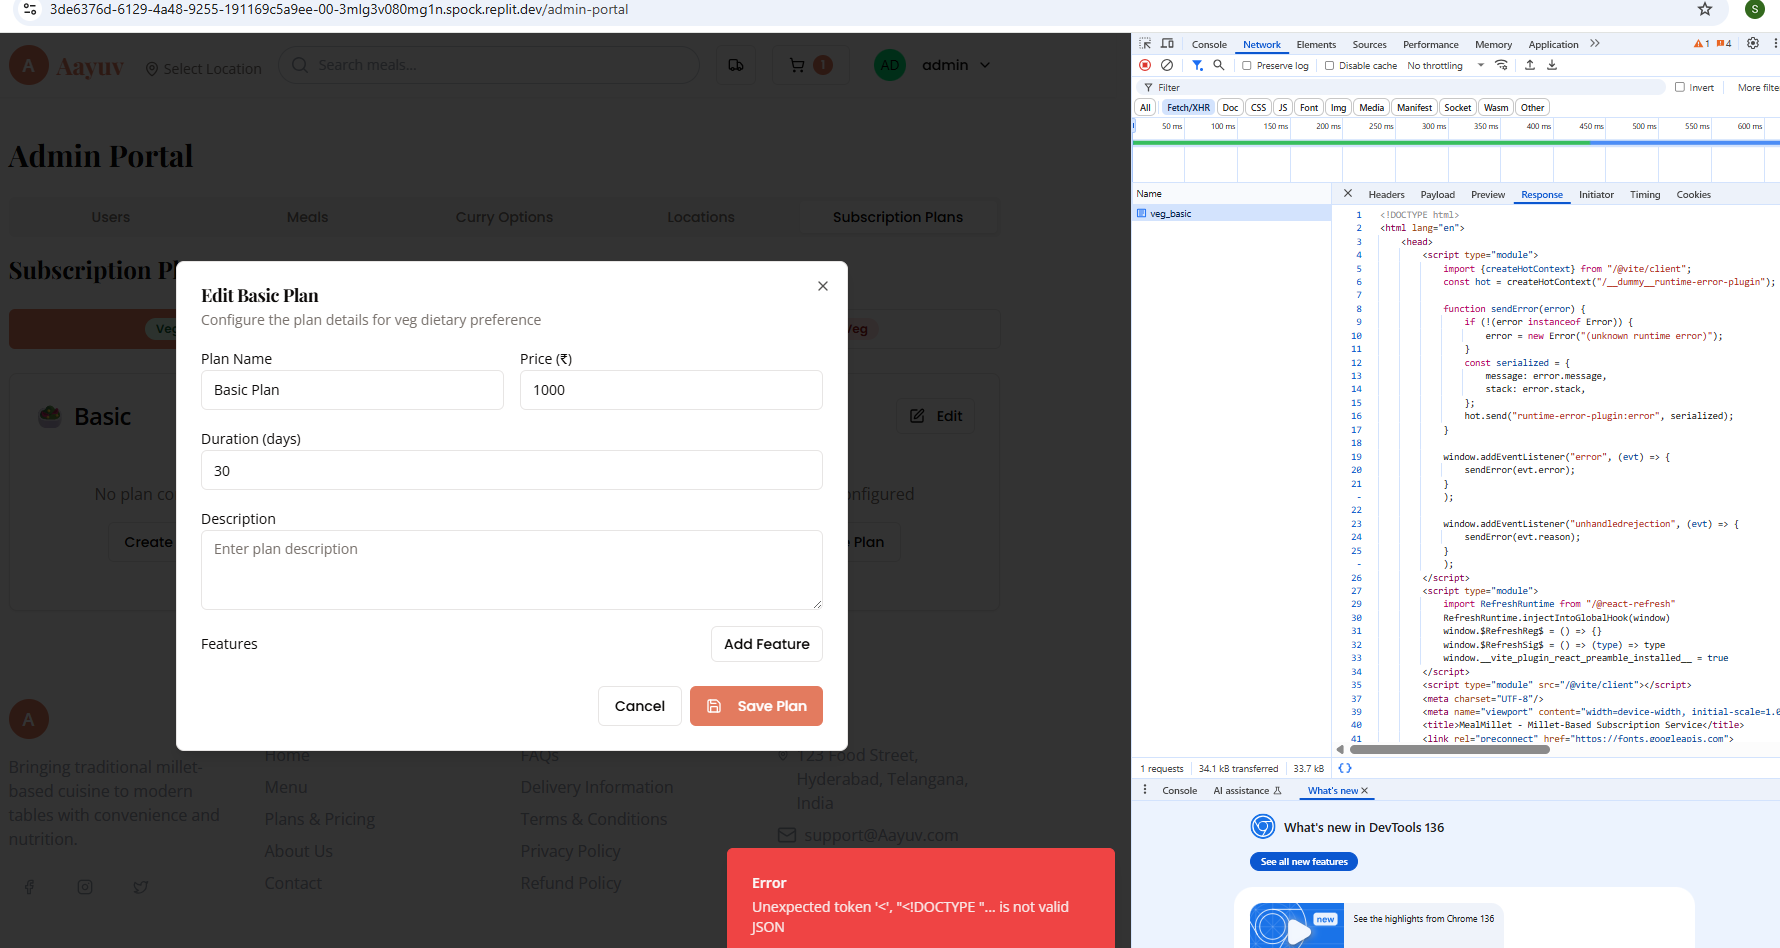 3de6376d-6129-4a48-9255-191169c5a9ee-00-3mlg3v080mg1n.spock.replit.dev/admin-portal
S
A Aayuv
Select Location
Search meals...
1
AD
admin
Admin Portal
Users
Meals
Curry Options
Locations
Subscription Plans
Subscription Pl
Veg
Veg
Basic
Edit
No plan co
onfigured
Create
Plan
Edit Basic Plan
Configure the plan details for veg dietary preference
Plan Name
Price (₹)
Basic Plan
1000
Duration (days)
30
Description
Enter plan description
Features
Add Feature
Cancel
Save Plan
A
Bringing traditional millet-
based cuisine to modern
tables with convenience and
nutrition.
Home
Menu
Plans & Pricing
About Us
Contact
FAQs
Delivery Information
Terms & Conditions
Privacy Policy
Refund Policy
123 Food Street,
Hyderabad, Telangana,
India
support@Aayuv.com
Error
Unexpected token '<', "<!DOCTYPE "... is not valid
JSON
Console
Network
Elements
Sources
Performance
Memory
Application
1
4
Preserve log
Disable cache
No throttling
Filter
Invert
More filte
All
Fetch/XHR
Doc
CSS
JS
Font
Img
Media
Manifest
Socket
Wasm
Other
50 ms
100 ms
150 ms
200 ms
250 ms
300 ms
350 ms
400 ms
450 ms
500 ms
550 ms
600 ms
Name
veg_basic
Headers
Payload
Preview
Response
Initiator
Timing
Cookies
1 <!DOCTYPE html>
2 <html lang="en">
3 <head>
4 <script type="module">
5 import {createHotContext} from "/@vite/client";
6 const hot = createHotContext("/__dummy__runtime-error-plugin");
7
8 function sendError(error) {
9 if (!(error instanceof Error)) {
10 error = new Error("(unknown runtime error)");
11 }
12 const serialized = {
13 message: error.message,
14 stack: error.stack,
15 };
16 hot.send("runtime-error-plugin:error", serialized);
17 }
18
19 window.addEventListener("error", (evt) => {
20 sendError(evt.error);
21 }
- );
22
23 window.addEventListener("unhandledrejection", (evt) => {
24 sendError(evt.reason);
25 }
- );
26 </script>
27 <script type="module">
29 import RefreshRuntime from "/@react-refresh"
30 RefreshRuntime.injectIntoGlobalHook(window)
31 window.$RefreshReg$ = () => {}
32 window.$RefreshSig$ = () => (type) => type
33 window.__vite_plugin_react_preamble_installed__ = true
34 </script>
35 <script type="module" src="/@vite/client"></script>
37 <meta charset="UTF-8"/>
39 <meta name="viewport" content="width=device-width, initial-scale=1.0
40 <title>MealMillet - Millet-Based Subscription Service</title>
41 <link rel="preconnect" href="https://fonts.googleapis.com">
1 requests
34.1 kB transferred
33.7 kB
{}
Console
AI assistance
What's new
What's new in DevTools 136
See all new features
new
See the highlights from Chrome 136